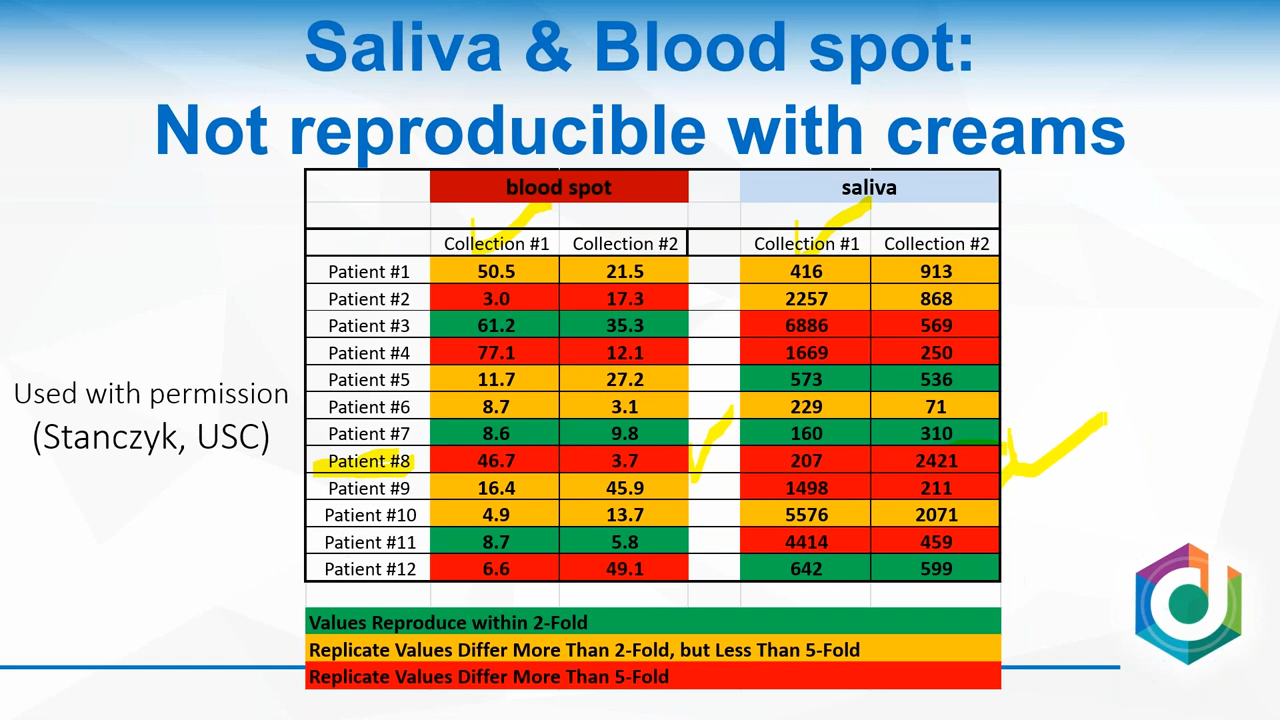 Saliva & Blood spot:
Not reproducible with creams
blood spot saliva
Collection #1 Collection #2 Collection #1 Collection #2
Patient #1 50.5 21.5 416 913
Patient #2 3.0 17.3 2257 868
Patient #3 61.2 35.3 6886 569
Patient #4 77.1 12.1 1669 250
Patient #5 11.7 27.2 573 536
Patient #6 8.7 3.1 229 71
Patient #7 8.6 9.8 160 310
Patient #8 46.7 3.7 207 2421
Patient #9 16.4 45.9 1498 211
Patient #10 4.9 13.7 5576 2071
Patient #11 8.7 5.8 4414 459
Patient #12 6.6 49.1 642 599
Used with permission
(Stanczyk, USC)
Values Reproduce within 2-Fold
Replicate Values Differ More Than 2-Fold, but Less Than 5-Fold
Replicate Values Differ More Than 5-Fold